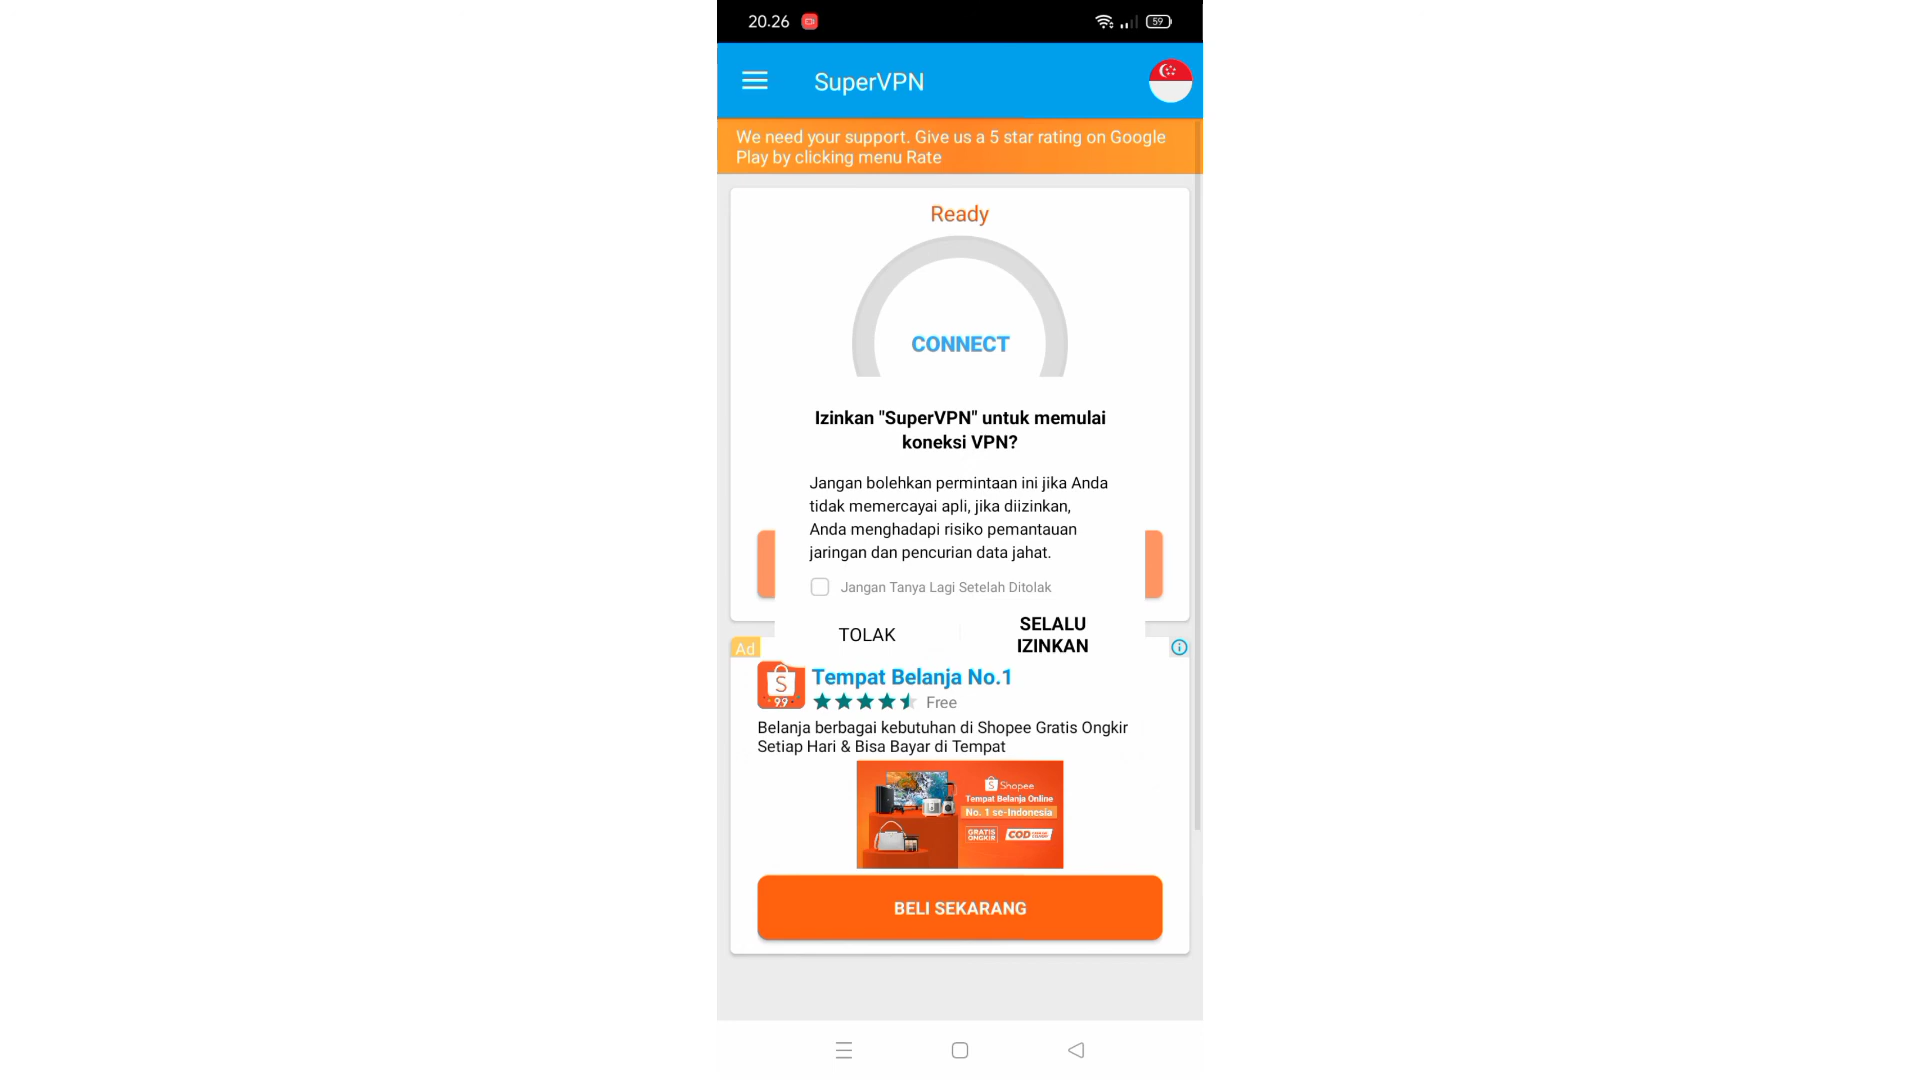 20.26
59
SuperVPN
We need your support. Give us a 5 star rating on Google
Play by clicking menu Rate
Ready
CONNECT
Izinkan "SuperVPN" untuk memulai
koneksi VPN?
Jangan bolehkan permintaan ini jika Anda
tidak memercayai apli, jika diizinkan,
Anda menghadapi risiko pemantauan
jaringan dan pencurian data jahat.
Jangan Tanya Lagi Setelah Ditolak
TOLAK
SELALU
IZINKAN
Ad
Tempat Belanja No.1
S
9.9
Free
Belanja berbagai kebutuhan di Shopee Gratis Ongkir
Setiap Hari & Bisa Bayar di Tempat
Shopee
Tempat Belanja Online
No. 1 se-Indonesia
GRATIS
ONGKIR
COD
BELI SEKARANG